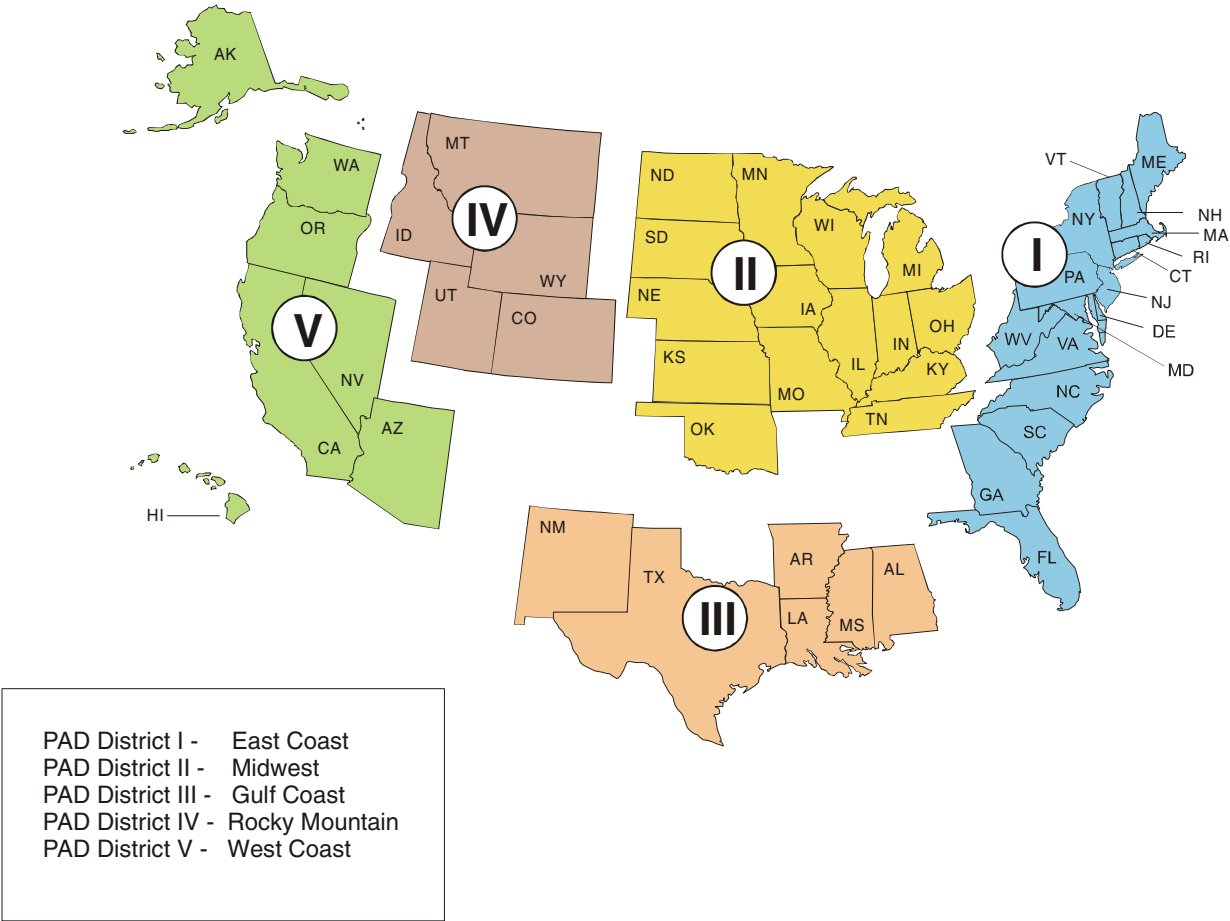 AK
WA
OR
V
NV
CA
AZ
HI
MT
IV
ID
WY
UT
CO
ND
MN
SD
WI
II
MI
NE
IA
OH
IL
IN
KS
KY
MO
TN
OK
VT
ME
NY
NH
MA
I
RI
CT
PA
NJ
DE
WV
VA
MD
NC
SC
GA
FL
NM
TX
AR
AL
III
LA
MS
PAD District I - East Coast
PAD District II - Midwest
PAD District III - Gulf Coast
PAD District IV - Rocky Mountain
PAD District V - West Coast